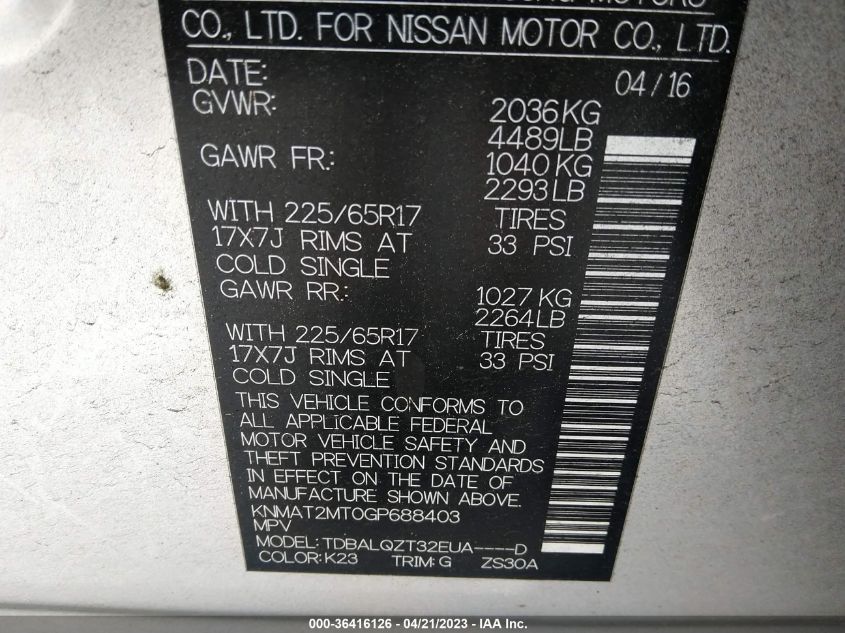 MOTORS
CO., LTD. FOR NISSAN MOTOR CO., LTD.
DATE: 04/16
GVWR: 2036KG
4489LB
GAWR FR: 1040KG
2293LB
WITH 225/65R17 TIRES
17X7J RIMS AT 33 PSI
COLD SINGLE
GAWR RR: 1027KG
2264LB
WITH 225/65R17 TIRES
17X7J RIMS AT 33 PSI
COLD SINGLE
THIS VEHICLE CONFORMS TO
ALL APPLICABLE FEDERAL
MOTOR VEHICLE SAFETY AND
THEFT PREVENTION STANDARDS
IN EFFECT ON THE DATE OF
MANUFACTURE SHOWN ABOVE.
KNMAT2MT0GP688403
MPV
MODEL: TDBALQZT32EUA----D
COLOR: K23 TRIM: G ZS30A
000-36416126 - 04/21/2023 - IAA Inc.